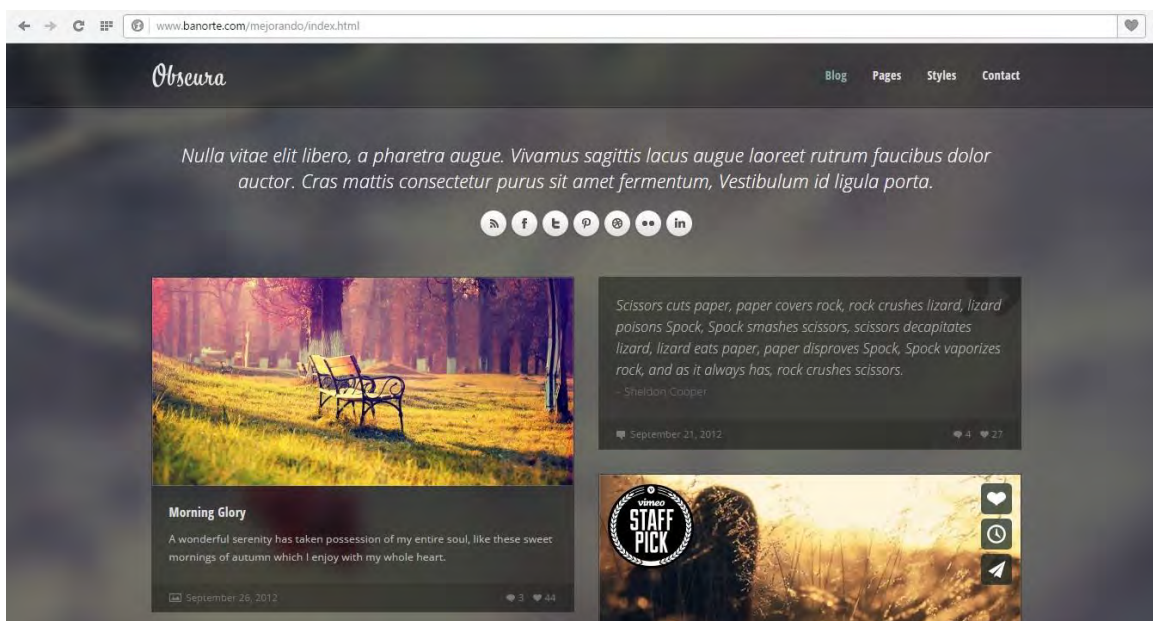 www.banorte.com/mejorando/index.html
Obscura
Blog Pages Styles Contact
Nulla vitae elit libero, a pharetra augue. Vivamus sagittis lacus augue laoreet rutrum faucibus dolor
auctor. Cras mattis consectetur purus sit amet fermentum, Vestibulum id ligula porta.
Scissors cuts paper, paper covers rock, rock crushes lizard, lizard
poisons Spock, Spock smashes scissors, scissors decapitates
lizard, lizard eats paper, paper disproves Spock, Spock vaporizes
rock, and as it always has, rock crushes scissors.
– Sheldon Cooper
September 21, 2012 4 27
Morning Glory
A wonderful serenity has taken possession of my entire soul, like these sweet
mornings of autumn which I enjoy with my whole heart.
September 26, 2012 3 44
vimeo
STAFF
PICK